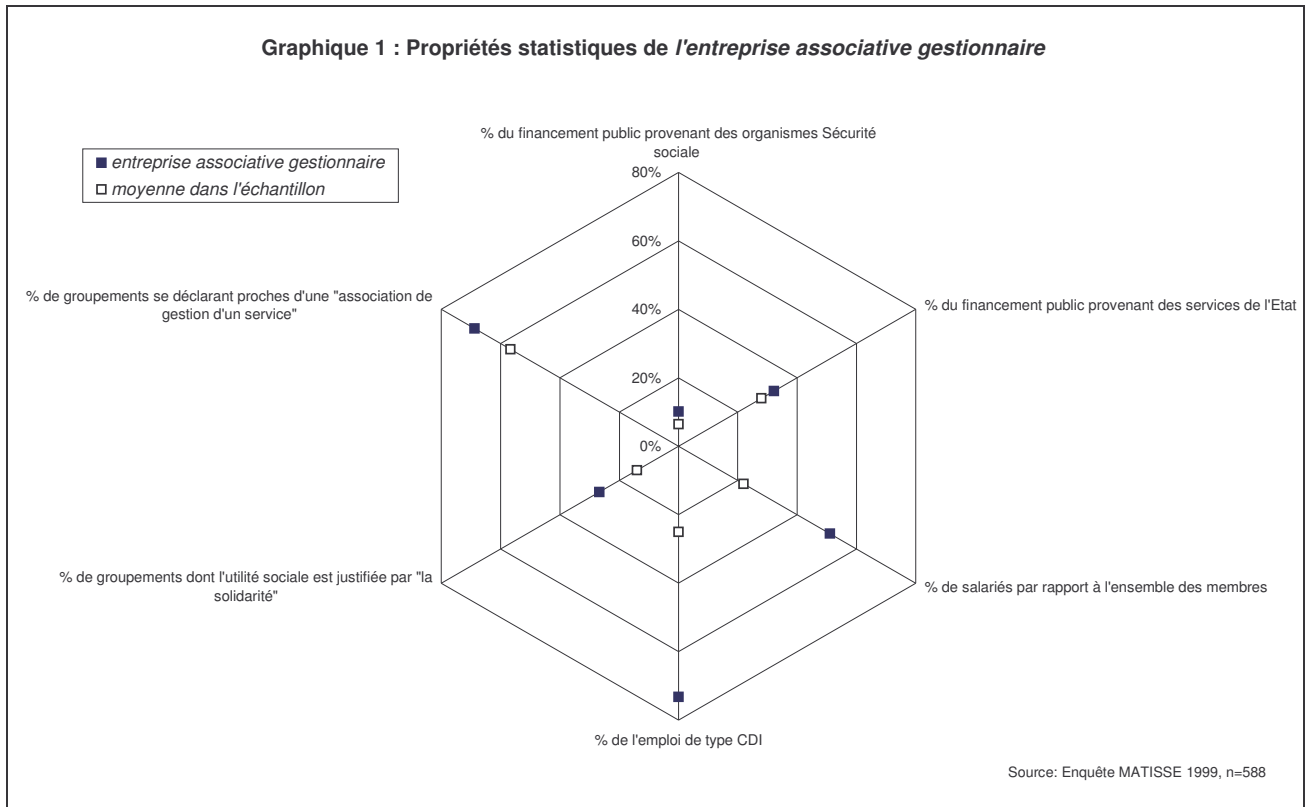 Graphique 1 : Propriétés statistiques de l'entreprise associative gestionnaire
% du financement public provenant des organismes Sécurité
sociale
entreprise associative gestionnaire
moyenne dans l'échantillon
80%
60%
40%
20%
0%
% de groupements se déclarant proches d'une "association de
gestion d'un service"
% du financement public provenant des services de l'Etat
% de groupements dont l'utilité sociale est justifiée par "la
solidarité"
% de salariés par rapport à l'ensemble des membres
% de l'emploi de type CDI
Source: Enquête MATISSE 1999, n=588